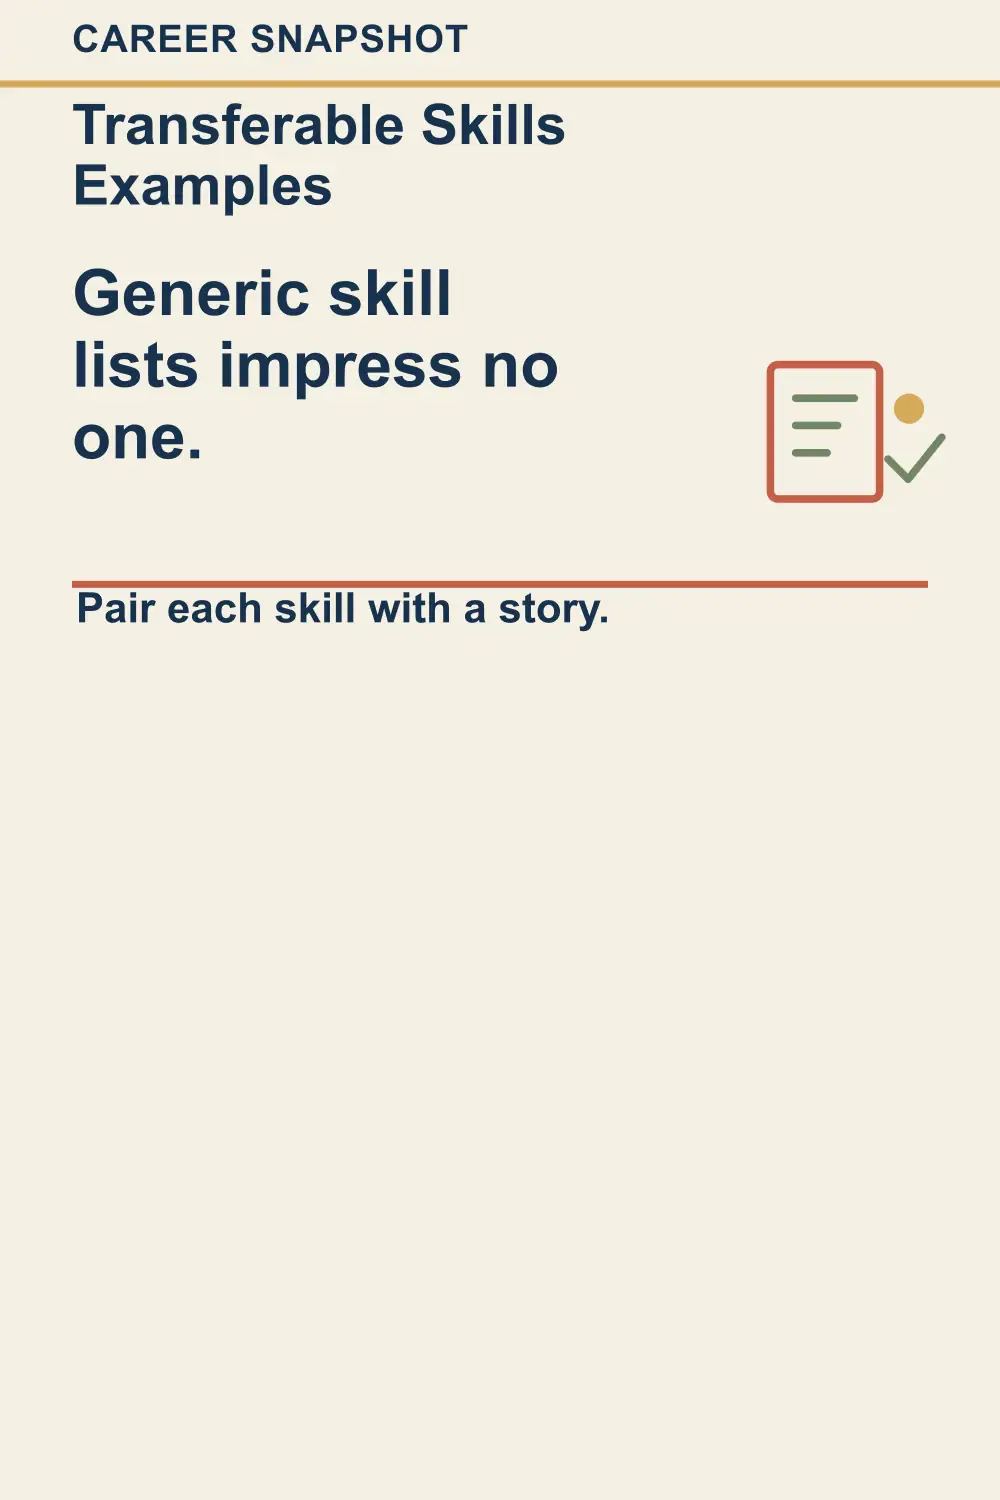 CAREER SNAPSHOT
Transferable Skills
Examples
Generic skill
lists impress no
one.
Pair each skill with a story.